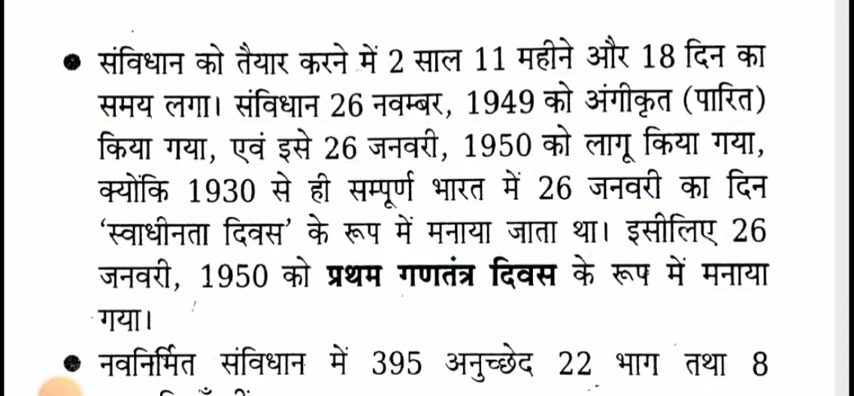 • संविधान को तैयार करने में 2 साल 11 महीने और 18 दिन का
समय लगा। संविधान 26 नवम्बर, 1949 को अंगीकृत (पारित)
किया गया, एवं इसे 26 जनवरी, 1950 को लागू किया गया,
क्योंकि 1930 से ही सम्पूर्ण भारत में 26 जनवरी का दिन
‘स्वाधीनता दिवस’ के रूप में मनाया जाता था। इसीलिए 26
जनवरी, 1950 को प्रथम गणतंत्र दिवस के रूप में मनाया
गया।
• नवनिर्मित संविधान में 395 अनुच्छेद 22 भाग तथा 8